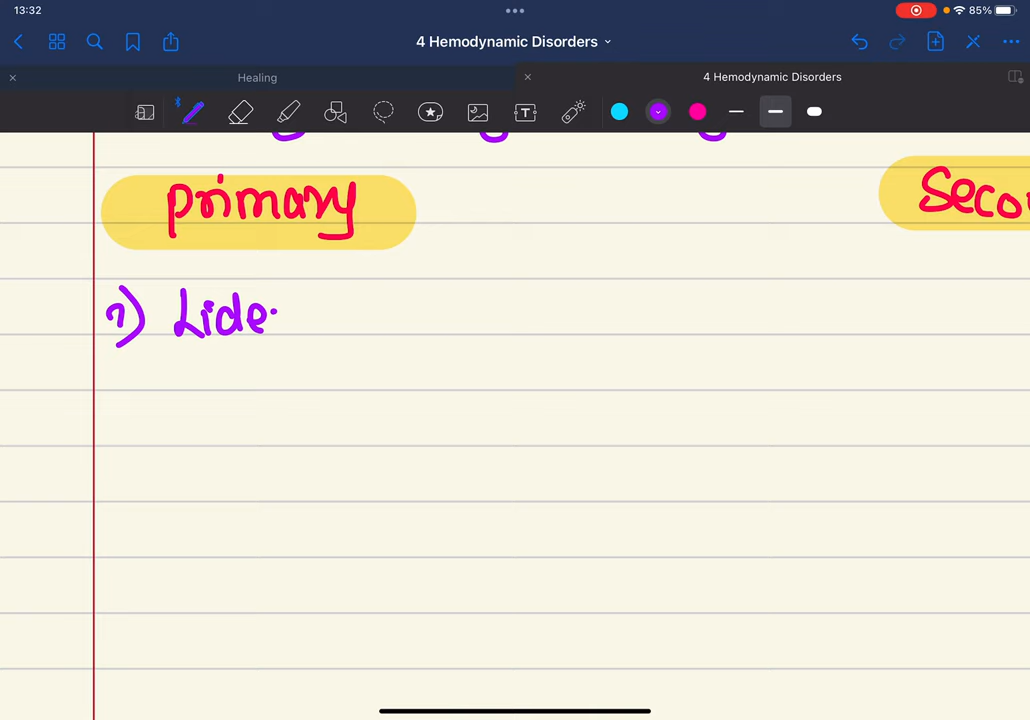 13:32
85%
4 Hemodynamic Disorders
Healing
4 Hemodynamic Disorders
T
primary
Seco
1) Lide